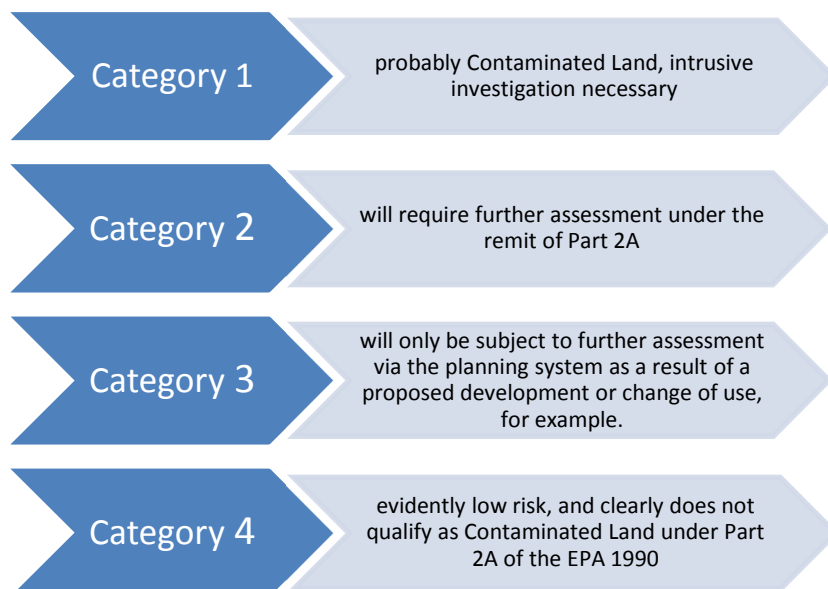 Category 1
probably Contaminated Land, intrusive
investigation necessary
Category 2
will require further assessment under the
remit of Part 2A
Category 3
will only be subject to further assessment
via the planning system as a result of a
proposed development or change of use,
for example.
Category 4
evidently low risk, and clearly does not
qualify as Contaminated Land under Part
2A of the EPA 1990